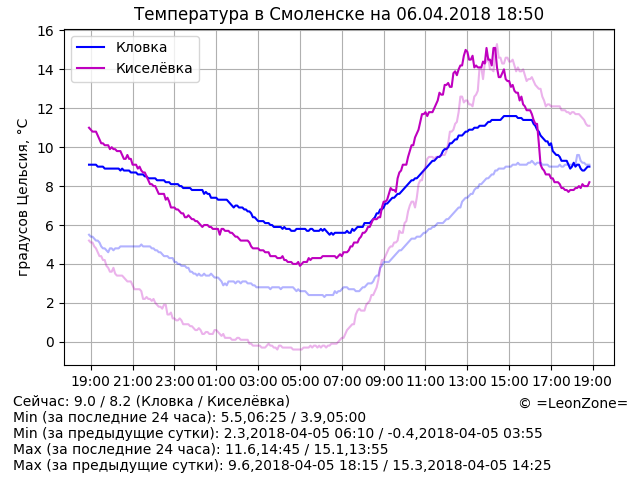 Температура в Смоленске на 06.04.2018 18:50
градусов Цельсия, °C
16
14
12
10
8
6
4
2
0
Кловка
Киселёвка
19:00 21:00 23:00 01:00 03:00 05:00 07:00 09:00 11:00 13:00 15:00 17:00 19:00
© =LeonZone=
Сейчас: 9.0 / 8.2 (Кловка / Киселёвка)
Min (за последние 24 часа): 5.5,06:25 / 3.9,05:00
Min (за предыдущие сутки): 2.3,2018-04-05 06:10 / -0.4,2018-04-05 03:55
Max (за последние 24 часа): 11.6,14:45 / 15.1,13:55
Max (за предыдущие сутки): 9.6,2018-04-05 18:15 / 15.3,2018-04-05 14:25